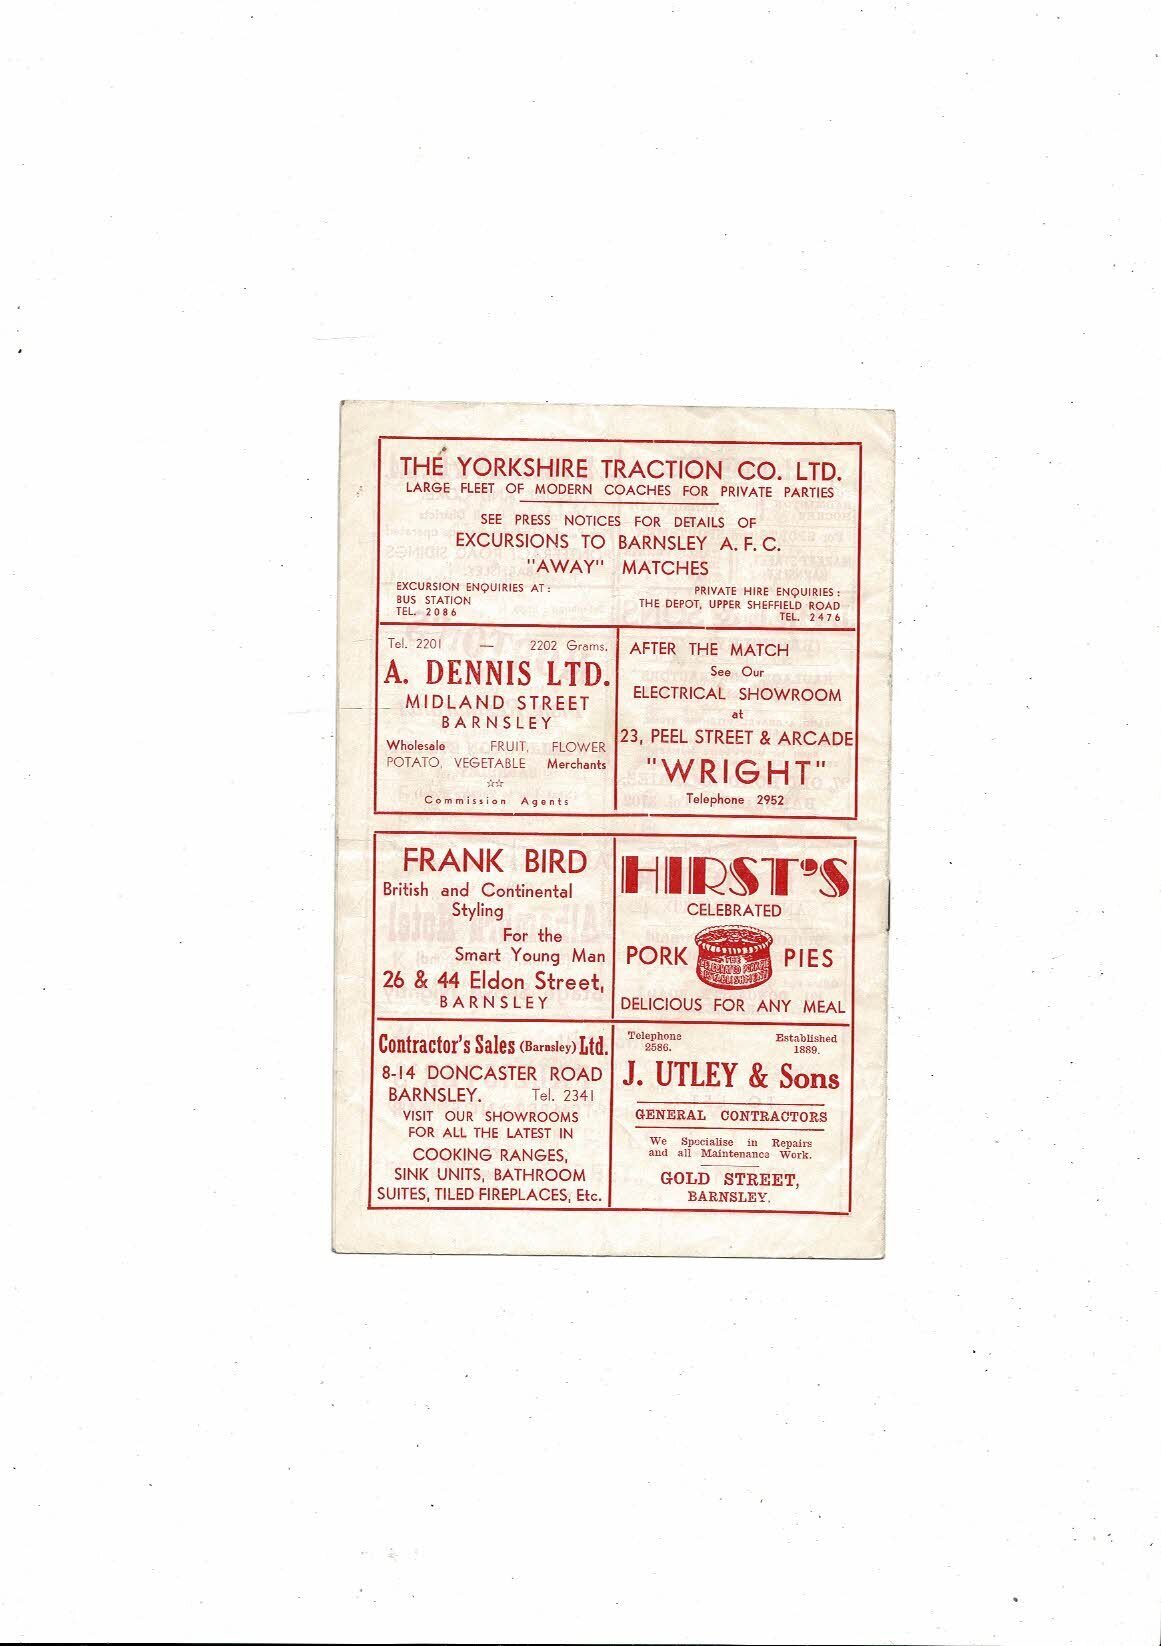 THE YORKSHIRE TRACTION CO. LTD.
LARGE FLEET OF MODERN COACHES FOR PRIVATE PARTIES
SEE PRESS NOTICES FOR DETAILS OF
EXCURSIONS TO BARNSLEY A. F. C.
"AWAY" MATCHES
EXCURSION ENQUIRIES AT:
BUS STATION
TEL. 2086
PRIVATE HIRE ENQUIRIES:
THE DEPOT, UPPER SHEFFIELD ROAD
TEL. 2476
Tel. 2201 — 2202 Grams.
A. DENNIS LTD.
MIDLAND STREET
BARNSLEY
Wholesale FRUIT, FLOWER
POTATO, VEGETABLE Merchants
☆☆
Commission Agents
AFTER THE MATCH
See Our
ELECTRICAL SHOWROOM
at
23, PEEL STREET & ARCADE
"WRIGHT"
Telephone 2952
FRANK BIRD
British and Continental
Styling
For the
Smart Young Man
26 & 44 Eldon Street,
BARNSLEY
HIRST'S
CELEBRATED
PORK PIES
THE
CELEBRATED PORK PIE
ESTABLISHMENT
DELICIOUS FOR ANY MEAL
Contractor's Sales (Barnsley) Ltd.
8-14 DONCASTER ROAD
BARNSLEY. Tel. 2341
VISIT OUR SHOWROOMS
FOR ALL THE LATEST IN
COOKING RANGES,
SINK UNITS, BATHROOM
SUITES, TILED FIREPLACES, Etc.
Telephone
2586.
Established
1889.
J. UTLEY & Sons
GENERAL CONTRACTORS
We Specialise in Repairs
and all Maintenance Work.
GOLD STREET,
BARNSLEY.